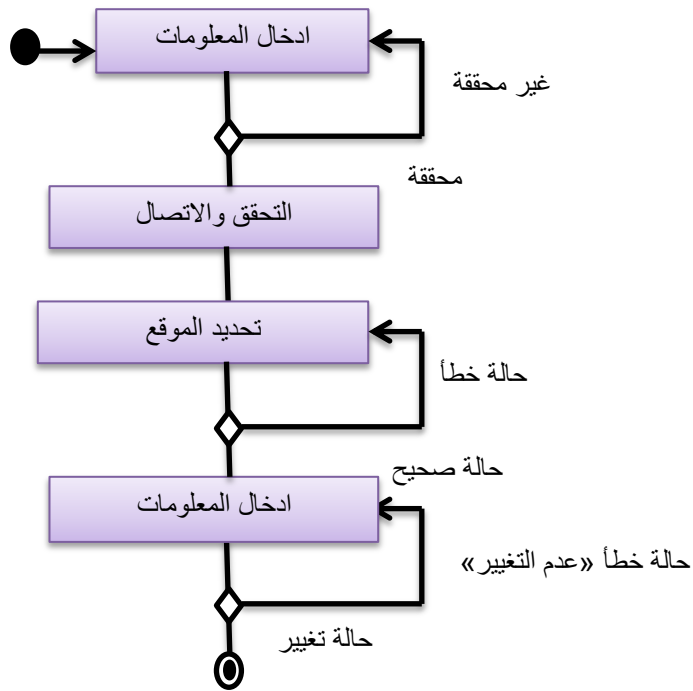 ادخال المعلومات
غير محققة
محققة
التحقق والاتصال
تحديد الموقع
حالة خطأ
حالة صحيح
ادخال المعلومات
حالة خطأ «عدم التغيير»
حالة تغيير